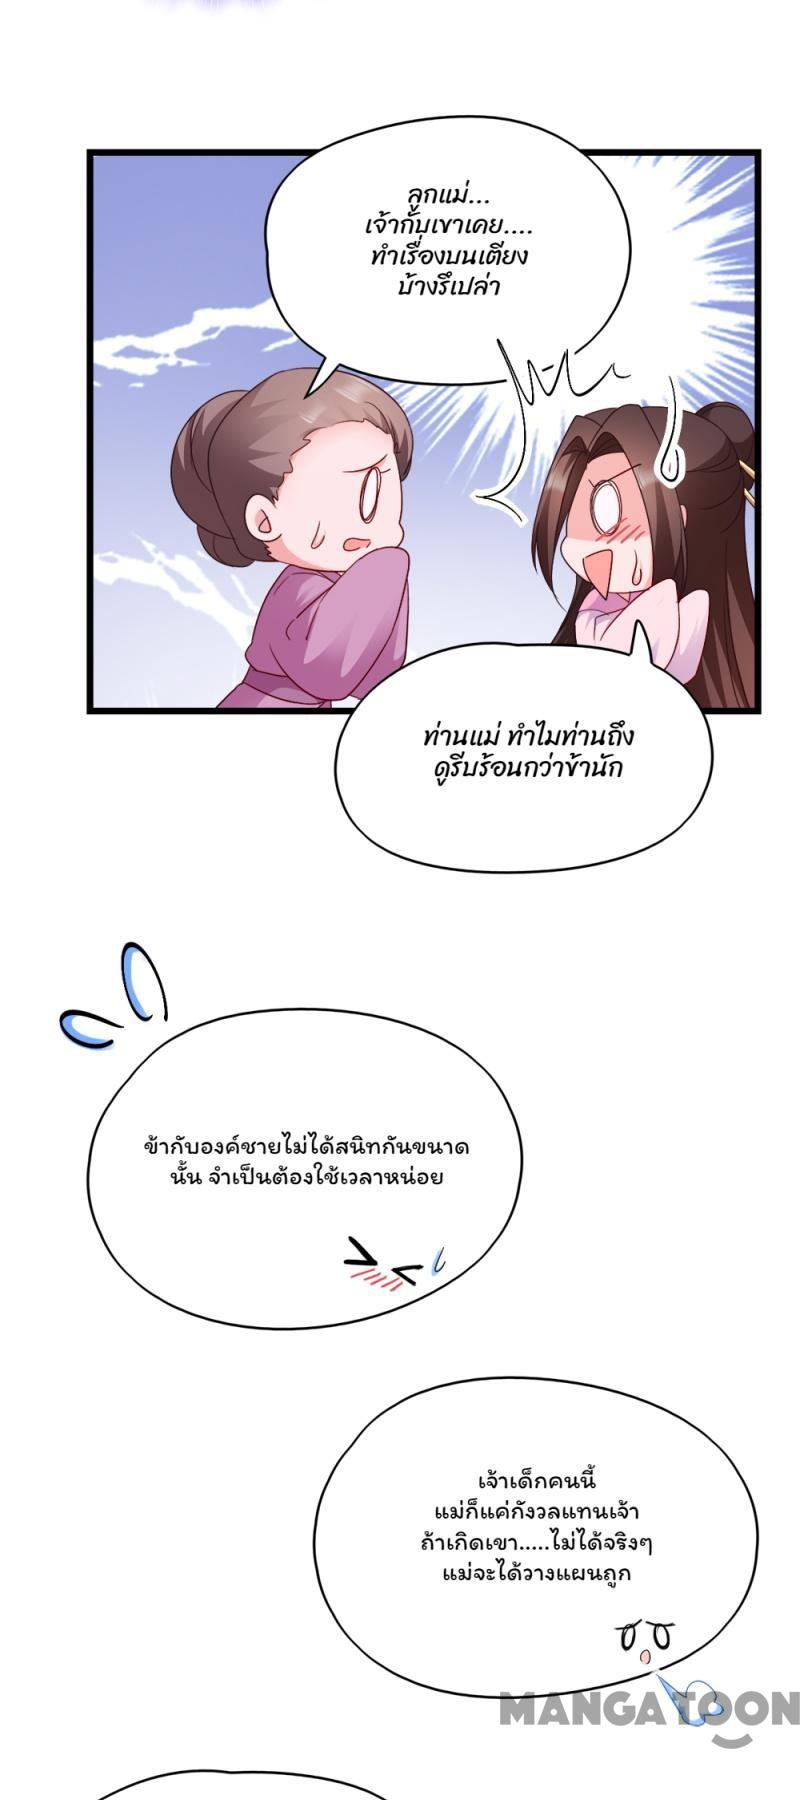 ลูกแม่...
เจ้ากับเขาเคย....
ทำเรื่องบนเตียง
บ้างรึเปล่า
ท่านแม่ ทำไมท่านถึง
ดูรีบร้อนกว่าข้านัก
ข้ากับองค์ชายไม่ได้สนิทกันขนาด
นั้น จำเป็นต้องใช้เวลาหน่อย
เจ้าเด็กคนนี้
แม่ก็แค่กังวลแทนเจ้า
ถ้าเกิดเขา.....ไม่ได้จริงๆ
แม่จะได้วางแผนถูก
MANGATOON